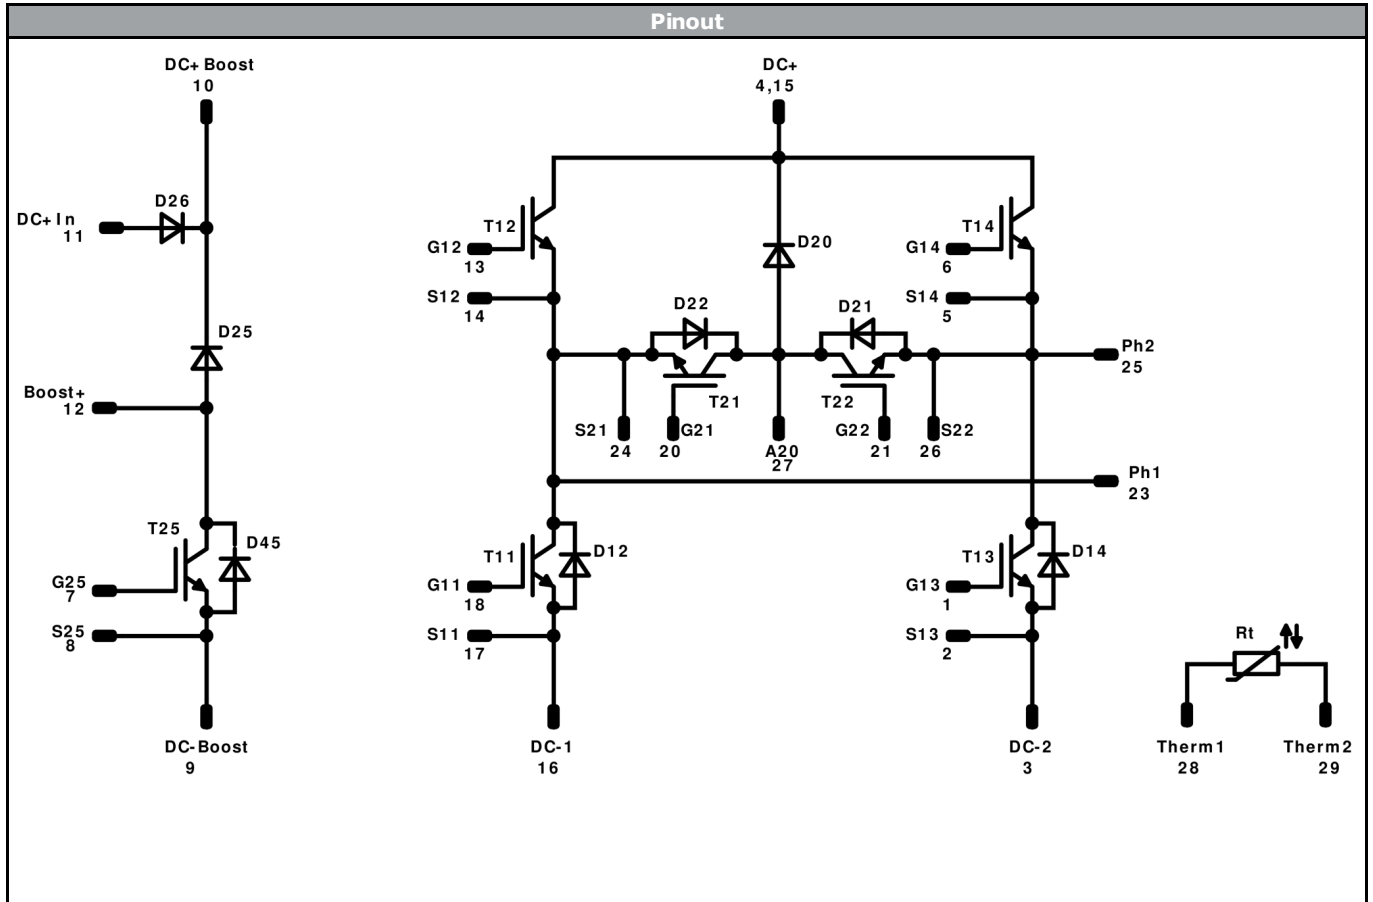 Pinout
DC+ Boost
10
DC+
4,15
D26
DC+ In
11
T12
G12
13
D20
T14
G14
6
S12
14
D22
D21
S14
5
D25
Ph2
25
Boost+
12
T21
T22
S21
24
G21
20
A20
27
G22
21
S22
26
Ph1
23
T25
D45
T11
D12
T13
D14
G25
7
G11
18
G13
1
S25
8
S11
17
S13
2
Rt
DC-Boost
9
DC-1
16
DC-2
3
Therm1
28
Therm2
29